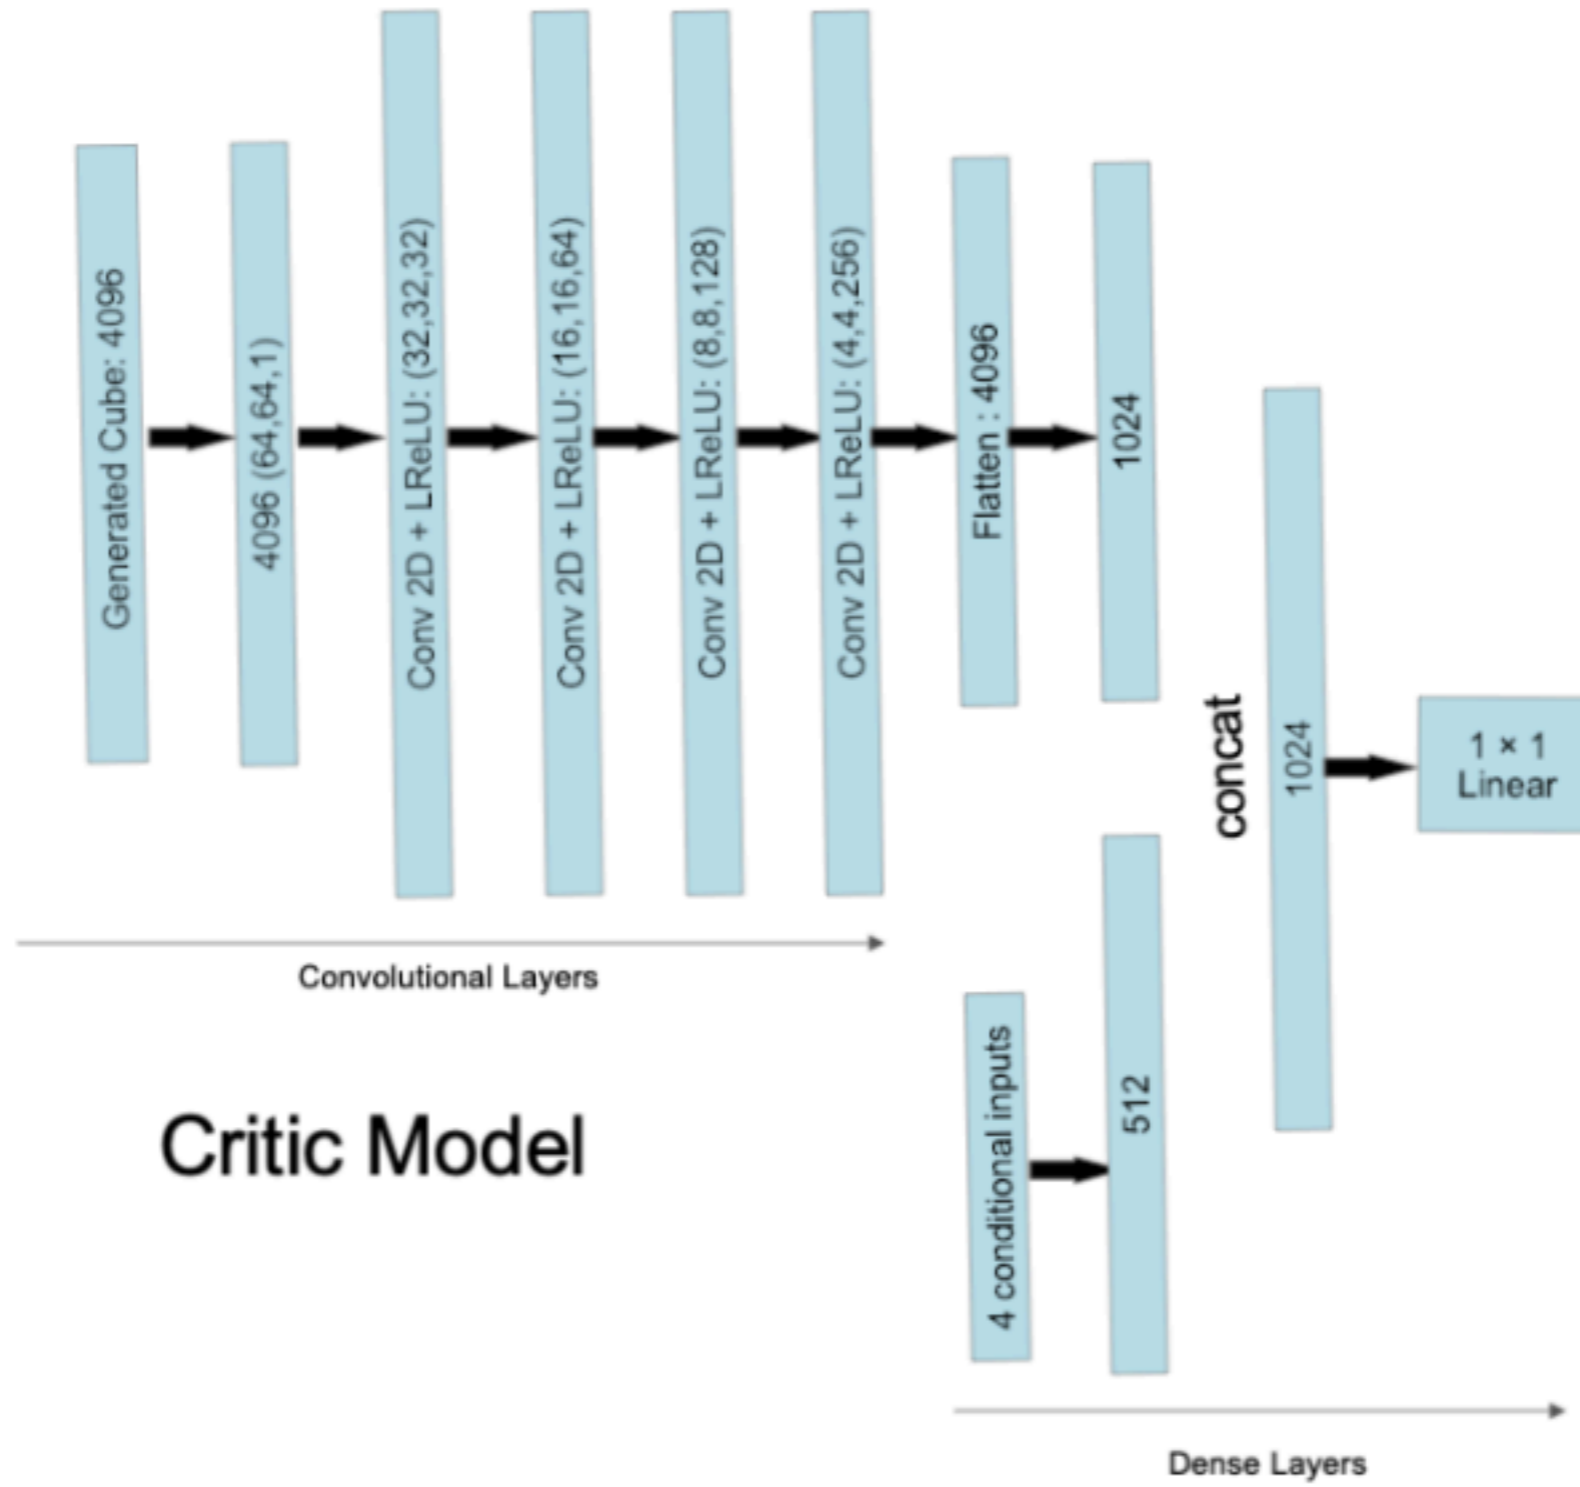 Generated Cube: 4096
4096 (64,64,1)
Conv 2D + LReLU: (32,32,32)
Conv 2D + LReLU: (16,16,64)
Conv 2D + LReLU: (8,8,128)
Conv 2D + LReLU: (4,4,256)
Flatten : 4096
1024
concat
1024
1 × 1
Linear
Convolutional Layers
4 conditional inputs
512
Critic Model
Dense Layers